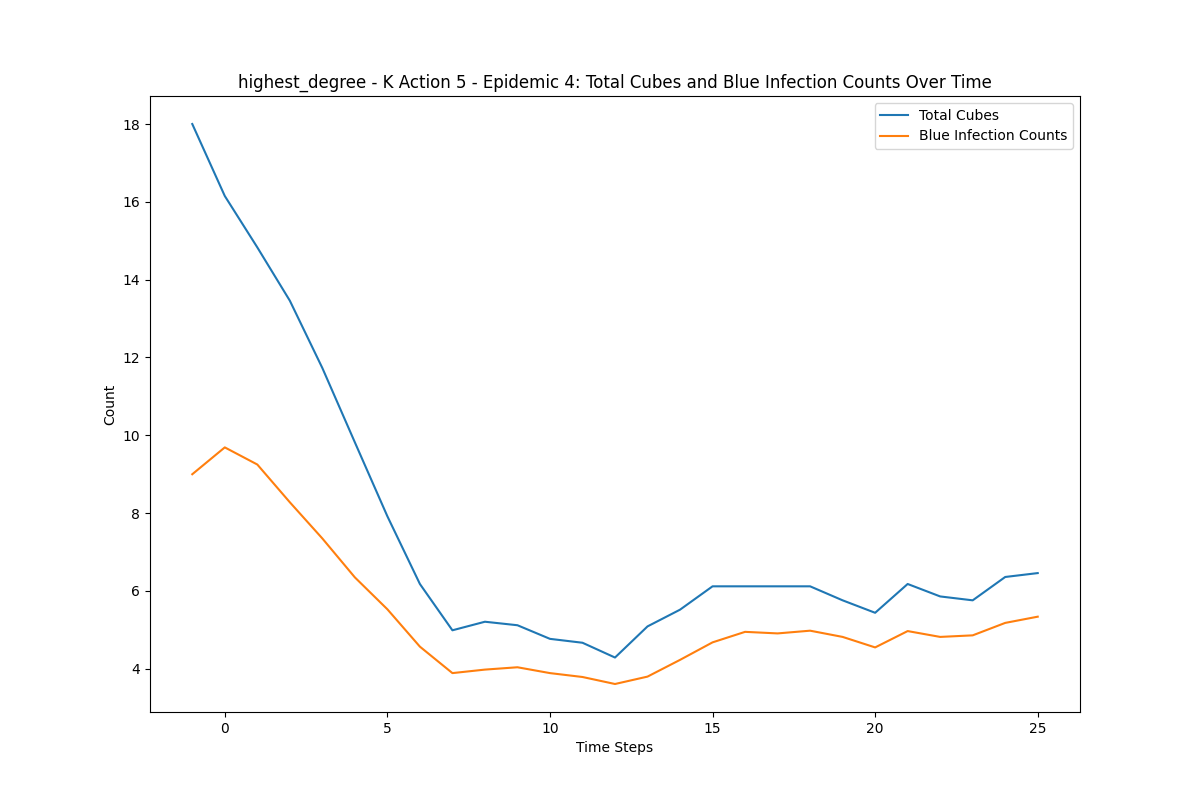 highest_degree - K Action 5 - Epidemic 4: Total Cubes and Blue Infection Counts Over Time
Total Cubes
Blue Infection Counts
Count
18
16
14
12
10
8
6
4
0 5 10 15 20 25
Time Steps